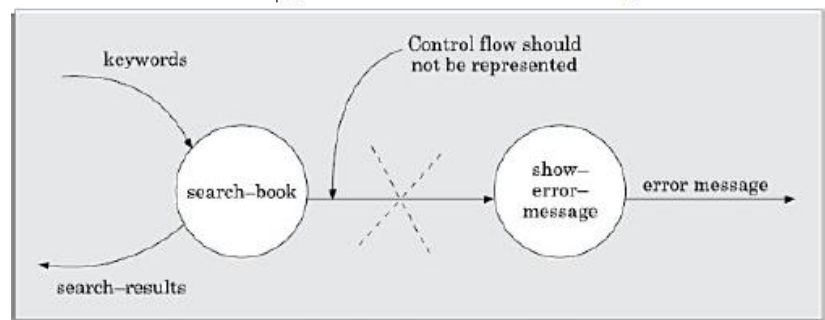 keywords
Control flow should
not be represented
search–book
show–
error–
message
error message
search–results